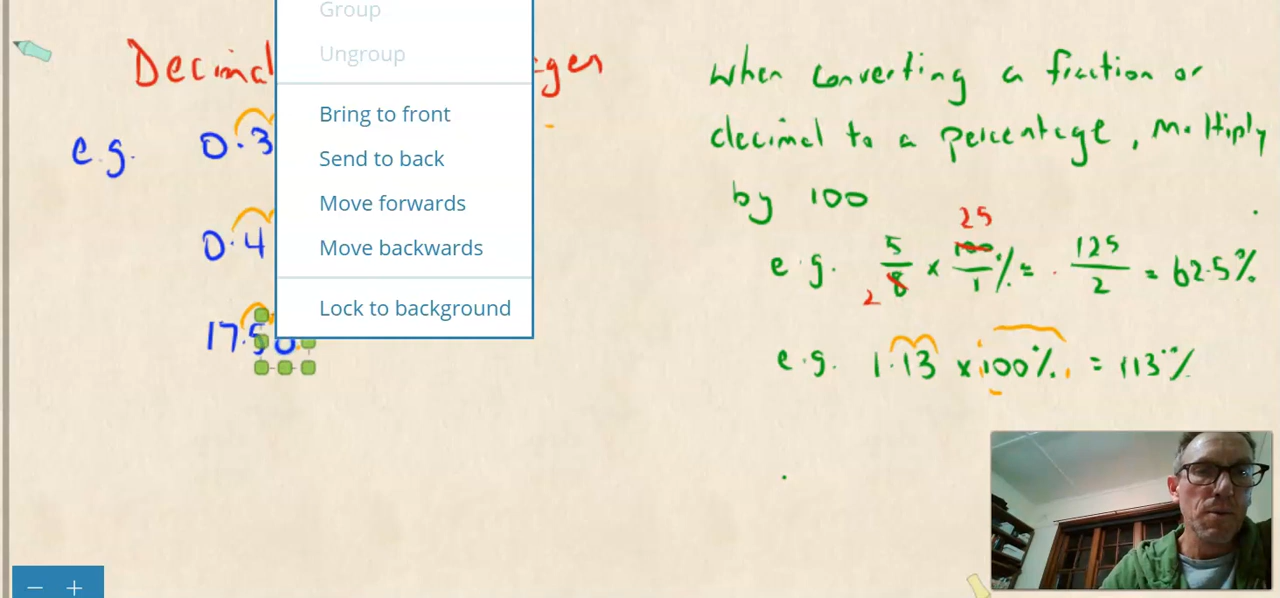 Group
Ungroup
Bring to front
Send to back
Move forwards
Move backwards
Lock to background
Decimal
ges
e.g. 0.3
0.4
17.50
When converting a fraction or
decimal to a percentage, multiply
by 100
25
e.g. 5/8 × 100/1 % = 125/2 = 62.5%
2
e.g. 1.13 × 100% = 113%
− +